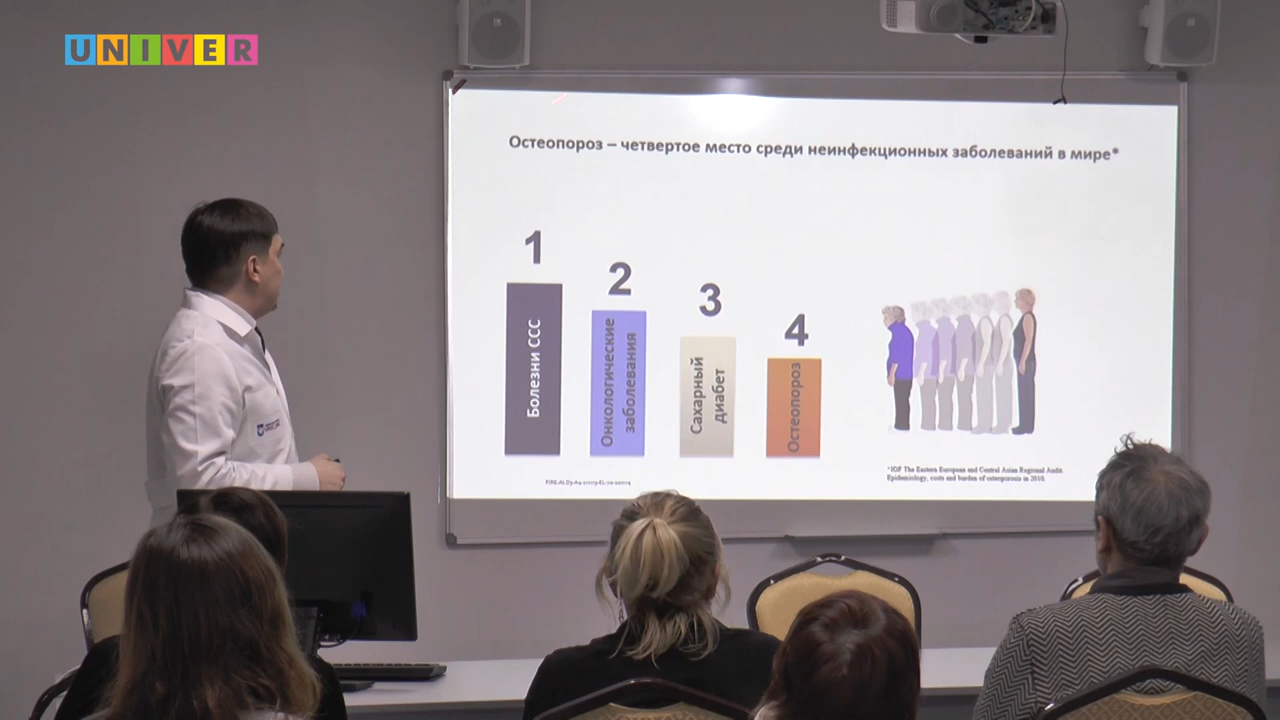 UNIVER
Остеопороз – четвертое место среди неинфекционных заболеваний в мире*
1
Болезни ССС
2
Онкологические
заболевания
3
Сахарный
диабет
4
Остеопороз
*IOF The Eastern European and Central Asian Regional Audit
Epidemiology, costs and burden of osteoporosis in 2010.